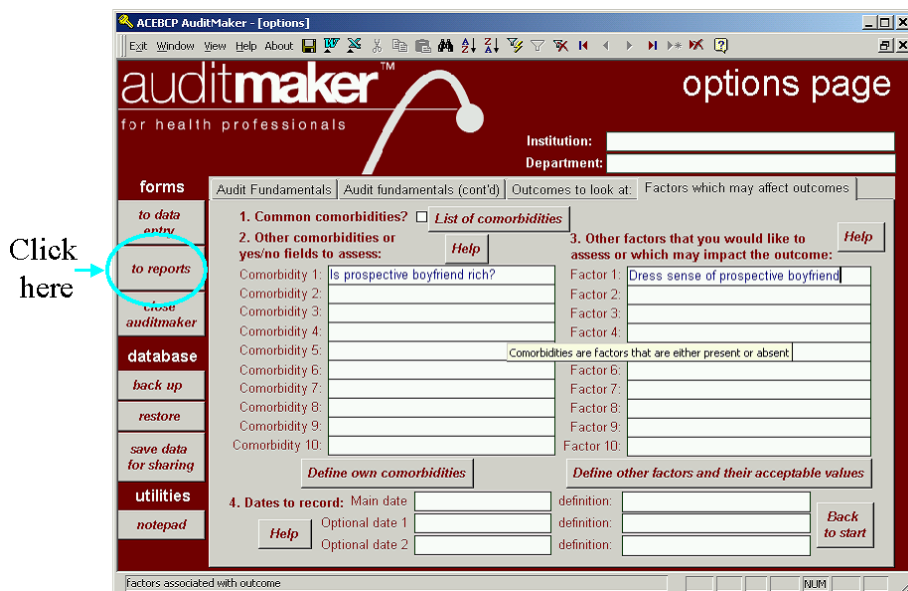 ACEBCP AuditMaker - [options]
Exit Window View Help About
auditmaker™
for health professionals
options page
Institution:
Department:
forms
to data
entry
Click
here
to reports
close
auditmaker
database
back up
restore
save data
for sharing
utilities
notepad
Audit Fundamentals
Audit fundamentals (cont'd)
Outcomes to look at:
Factors which may affect outcomes
1. Common comorbidities?
List of comorbidities
2. Other comorbidities or
yes/no fields to assess:
Help
Comorbidity 1: Is prospective boyfriend rich?
Comorbidity 2:
Comorbidity 3:
Comorbidity 4:
Comorbidity 5:
Comorbidity 6:
Comorbidity 7:
Comorbidity 8:
Comorbidity 9:
Comorbidity 10:
Define own comorbidities
3. Other factors that you would like to
assess or which may impact the outcome:
Help
Factor 1: Dress sense of prospective boyfriend
Factor 2:
Factor 3:
Factor 4:
Comorbidities are factors that are either present or absent
Factor 6:
Factor 7:
Factor 8:
Factor 9:
Factor 10:
Define other factors and their acceptable values
4. Dates to record: Main date definition:
Optional date 1 definition:
Optional date 2 definition:
Help
Back
to start
factors associated with outcome
NUM